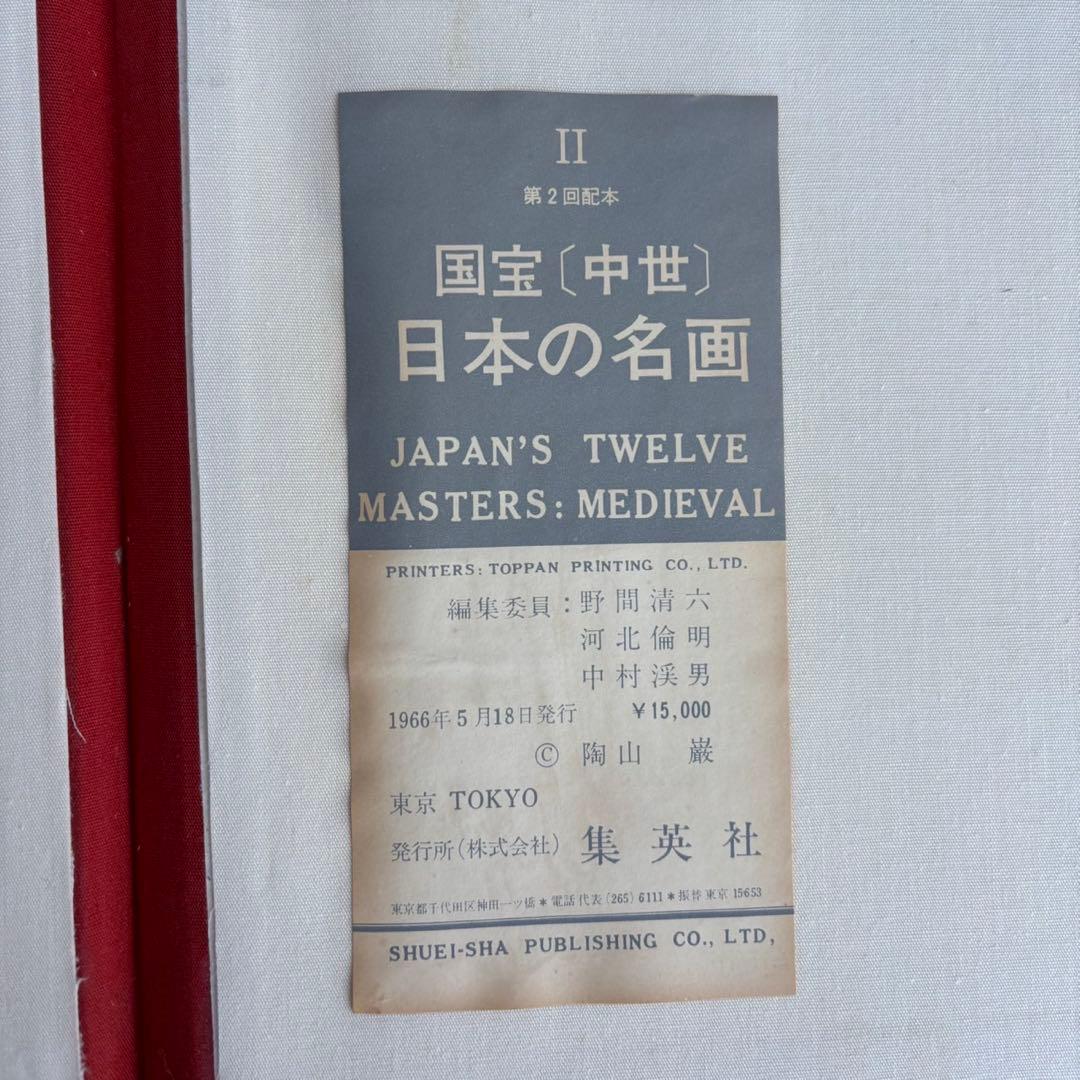 II
第2回配本
国宝〔中世〕
日本の名画
JAPAN'S TWELVE
MASTERS: MEDIEVAL
PRINTERS: TOPPAN PRINTING CO., LTD.
編集委員:野間清六
河北倫明
中村渓男
1966年5月18日発行 ¥15,000
© 陶山 巌
東京 TOKYO
発行所(株式会社) 集英社
東京都千代田区神田一ツ橋*電話代表(265)6111*振替東京15653
SHUEI-SHA PUBLISHING CO., LTD,